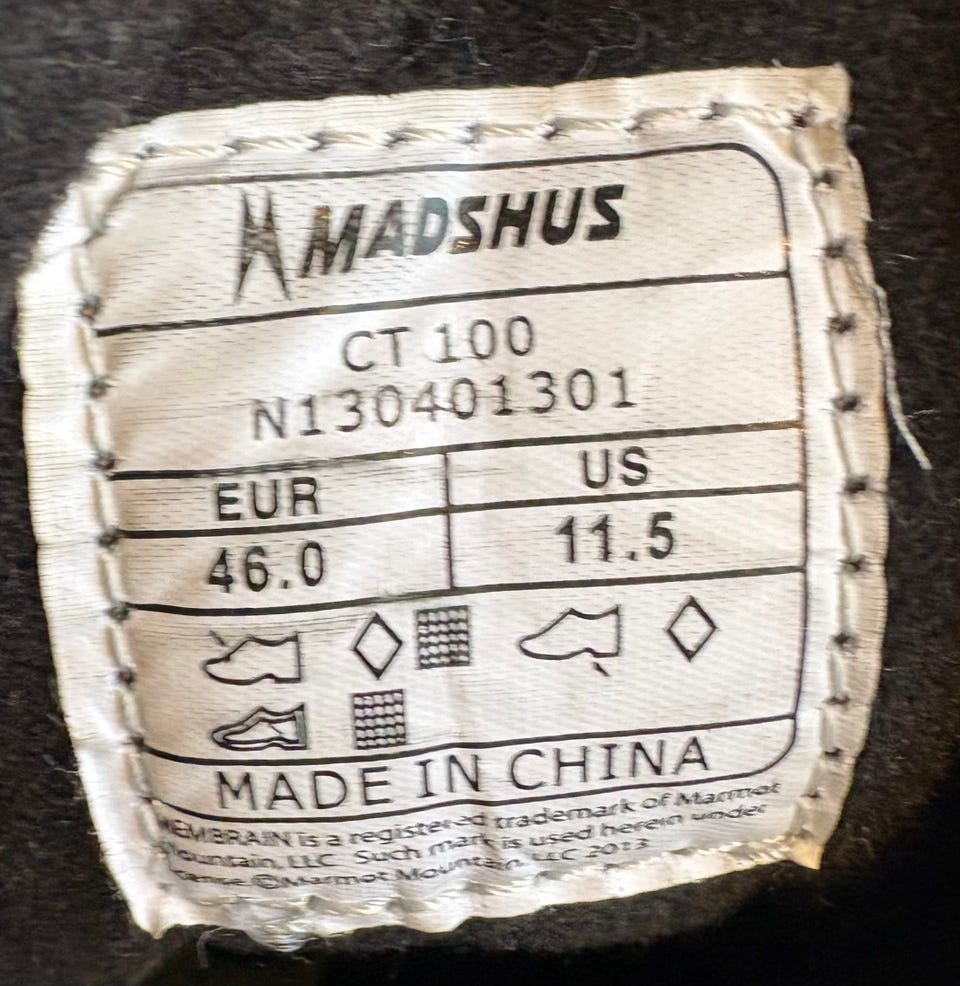 MADSHUS
CT 100
N130401301
EUR
US
46.0
11.5
MADE IN CHINA
MEMBRAIN is a registered trademark of Marmot
Mountain, LLC. Such mark is used herein under
license ©Marmot Mountain, LLC 2013